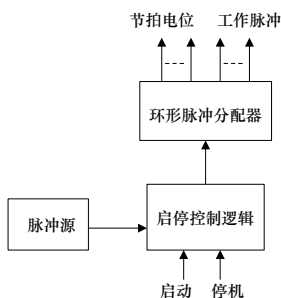 节拍电位 工作脉冲
环形脉冲分配器
脉冲源
启停控制逻辑
启动 停机